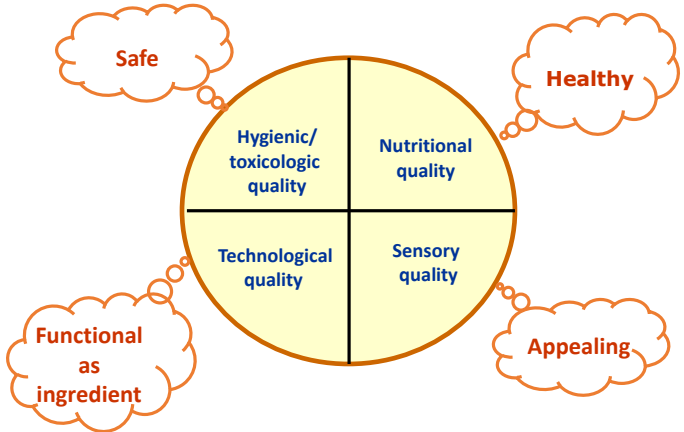 Safe
Healthy
Hygienic/
toxicologic
quality
Nutritional
quality
Technological
quality
Sensory
quality
Functional
as
ingredient
Appealing